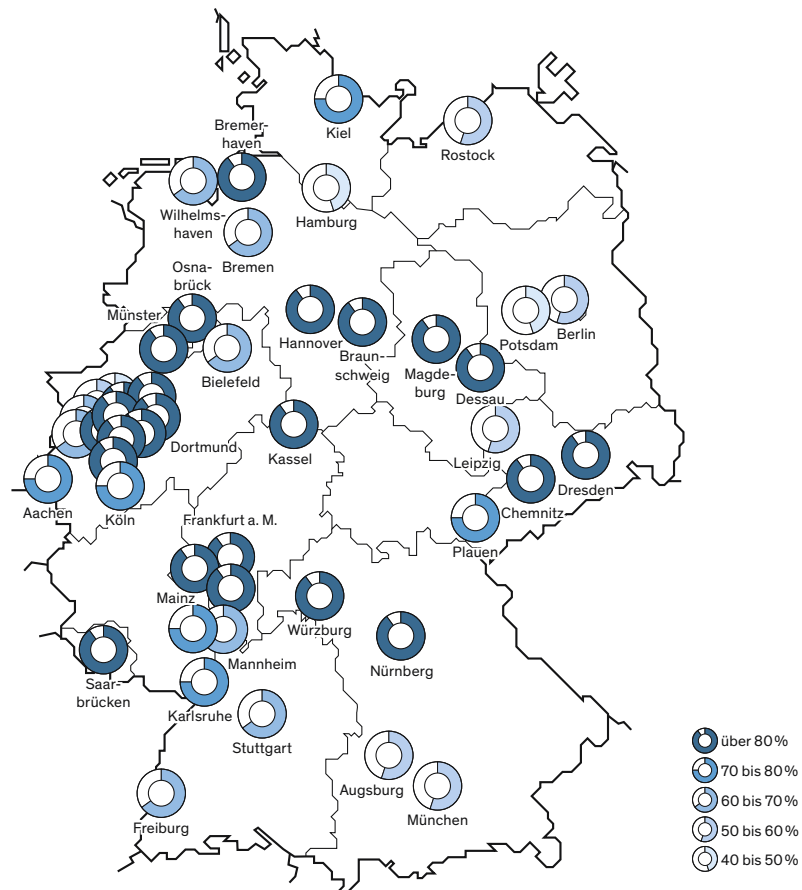 Kiel
Rostock
Bremer-
haven
Wilhelms-
haven
Hamburg
Bremen
Osna-
brück
Münster
Hannover
Braun-
schweig
Bielefeld
Magde-
burg
Potsdam
Berlin
Dessau
Leipzig
Dortmund
Kassel
Dresden
Chemnitz
Aachen
Köln
Plauen
Frankfurt a. M.
Mainz
Würzburg
Nürnberg
Mannheim
Saar-
brücken
Karlsruhe
Stuttgart
Augsburg
München
Freiburg
über 80 %
70 bis 80 %
60 bis 70 %
50 bis 60 %
40 bis 50 %